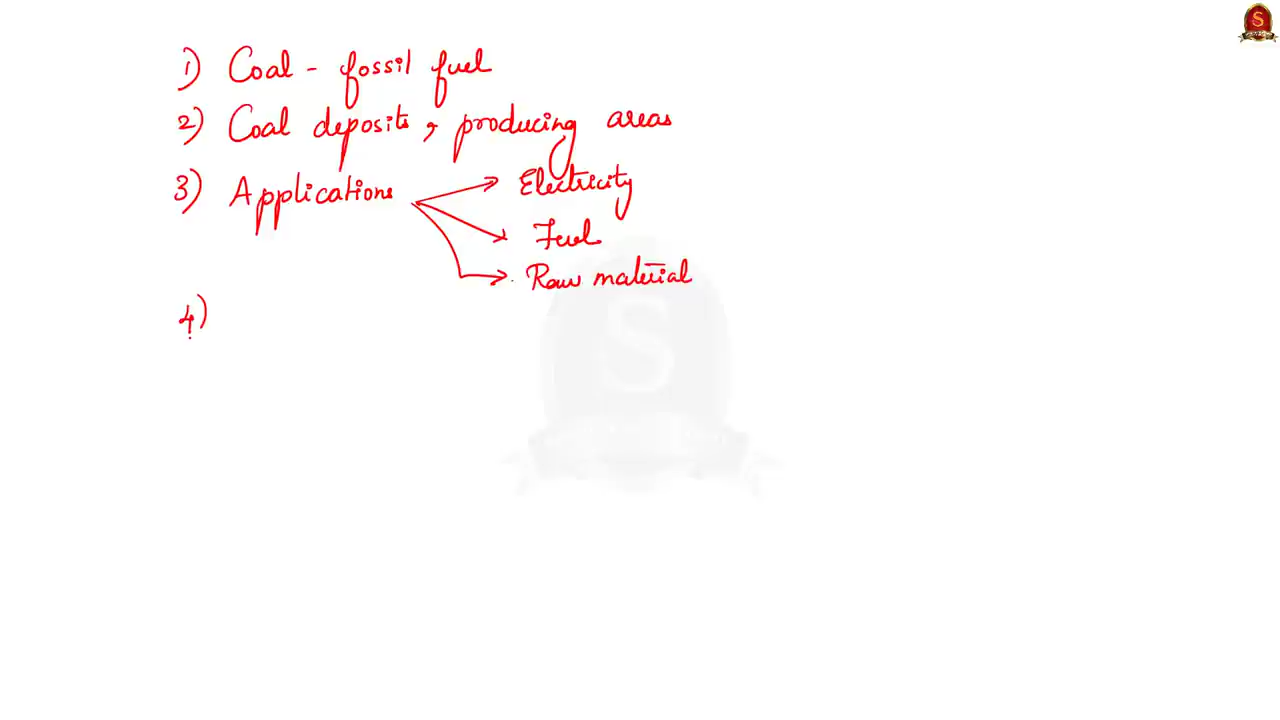 1) Coal - fossil fuel
2) Coal deposits, producing areas
3) Applications
Electricity
Fuel
Raw material
4)
S
S